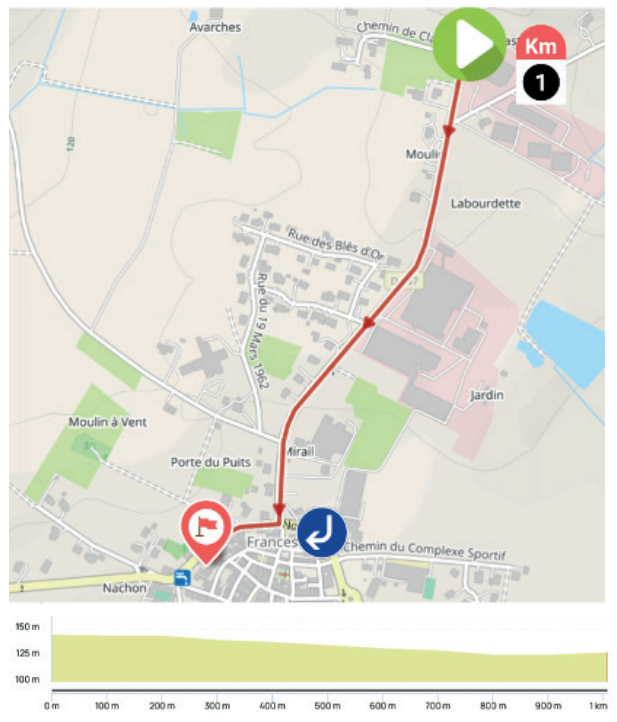 Avarches
Chemin de Cla
Km
1
120
Moulin
Labourdette
Rue des Blés d'Or
Rue du 19 Mars 1962
Jardin
Moulin à Vent
Mirail
Porte du Puits
No
Frances
Chemin du Complexe Sportif
Nachon
150 m
125 m
100 m
0 m 100 m 200 m 300 m 400 m 500 m 600 m 700 m 800 m 900 m 1 km